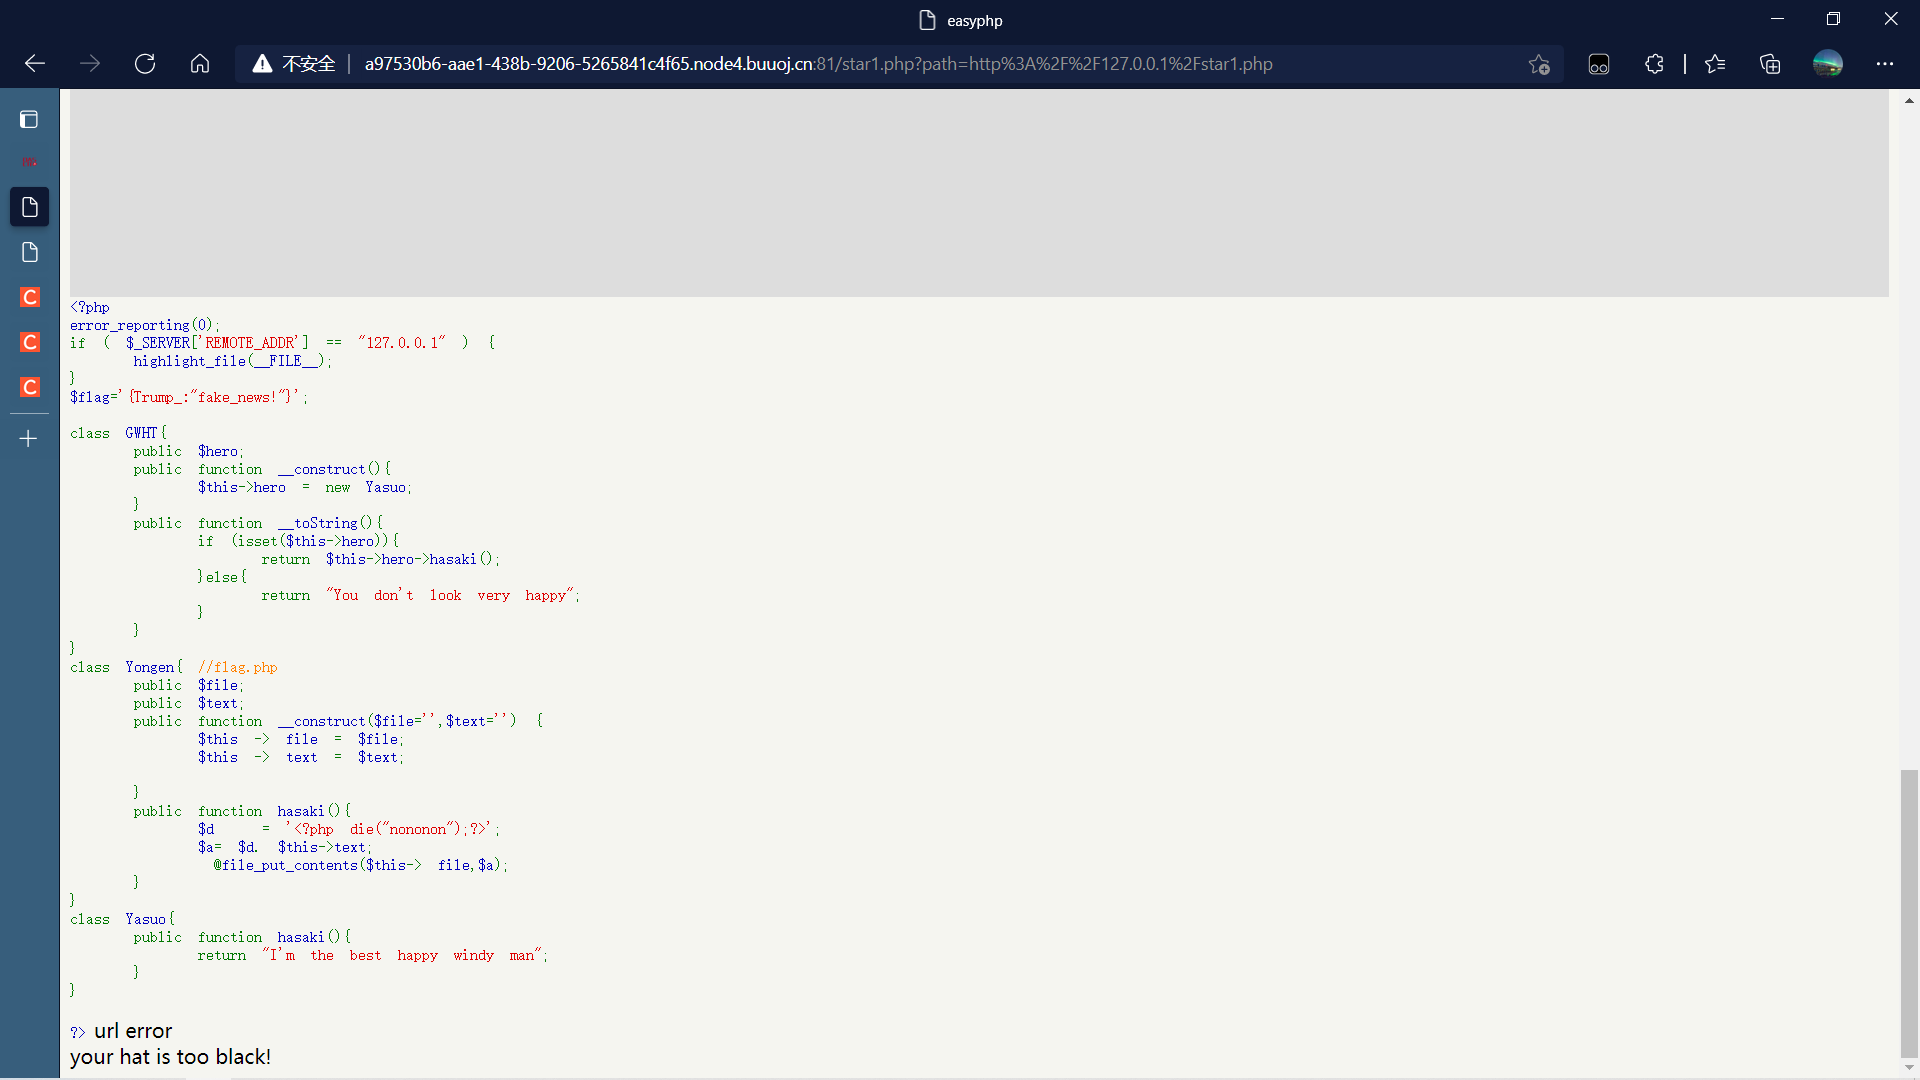 easyphp
不安全
a97530b6-aae1-438b-9206-5265841c4f65.node4.buuoj.cn:81/star1.php?path=http%3A%2F%2F127.0.0.1%2Fstar1.php
<?php
error_reporting(0);
if ( $_SERVER['REMOTE_ADDR'] == "127.0.0.1" ) {
highlight_file(__FILE__);
}
$flag='{Trump_:"fake_news!"}';
class GWHT{
public $hero;
public function __construct(){
$this->hero = new Yasuo;
}
public function __toString(){
if (isset($this->hero)){
return $this->hero->hasaki();
}else{
return "You don't look very happy";
}
}
}
class Yongen{ //flag.php
public $file;
public $text;
public function __construct($file='',$text='') {
$this -> file = $file;
$this -> text = $text;
}
public function hasaki(){
$d = '<?php die("nononon");?>';
$a= $d. $this->text;
@file_put_contents($this-> file,$a);
}
}
class Yasuo{
public function hasaki(){
return "I'm the best happy windy man";
}
}
?> url error
your hat is too black!